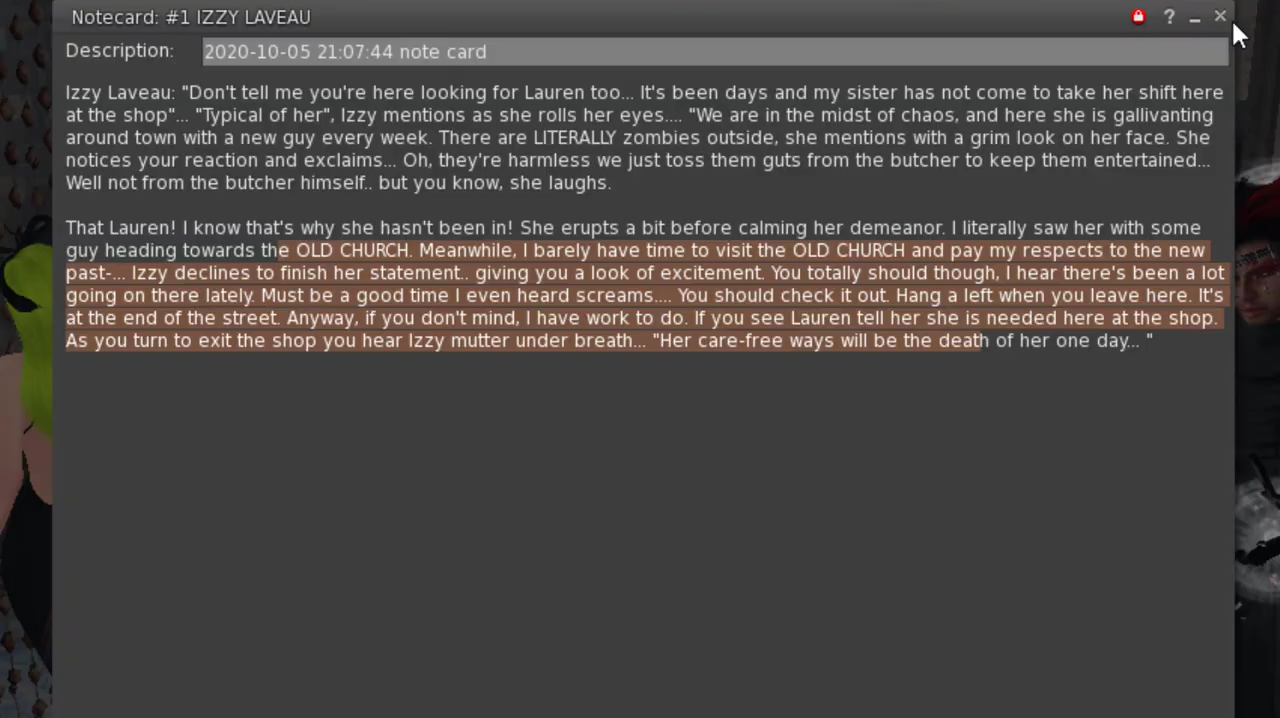 Notecard: #1 IZZY LAVEAU
?
Description:
2020-10-05 21:07:44 note card
Izzy Laveau: "Don't tell me you're here looking for Lauren too... It's been days and my sister has not come to take her shift here
at the shop"... "Typical of her", Izzy mentions as she rolls her eyes.... "We are in the midst of chaos, and here she is gallivanting
around town with a new guy every week. There are LITERALLY zombies outside, she mentions with a grim look on her face. She
notices your reaction and exclaims... Oh, they're harmless we just toss them guts from the butcher to keep them entertained...
Well not from the butcher himself.. but you know, she laughs.
That Lauren! I know that's why she hasn't been in! She erupts a bit before calming her demeanor. I literally saw her with some
guy heading towards the OLD CHURCH. Meanwhile, I barely have time to visit the OLD CHURCH and pay my respects to the new
past-... Izzy declines to finish her statement.. giving you a look of excitement. You totally should though, I hear there's been a lot
going on there lately. Must be a good time I even heard screams.... You should check it out. Hang a left when you leave here. It's
at the end of the street. Anyway, if you don't mind, I have work to do. If you see Lauren tell her she is needed here at the shop.
As you turn to exit the shop you hear Izzy mutter under breath... "Her care-free ways will be the death of her one day... "